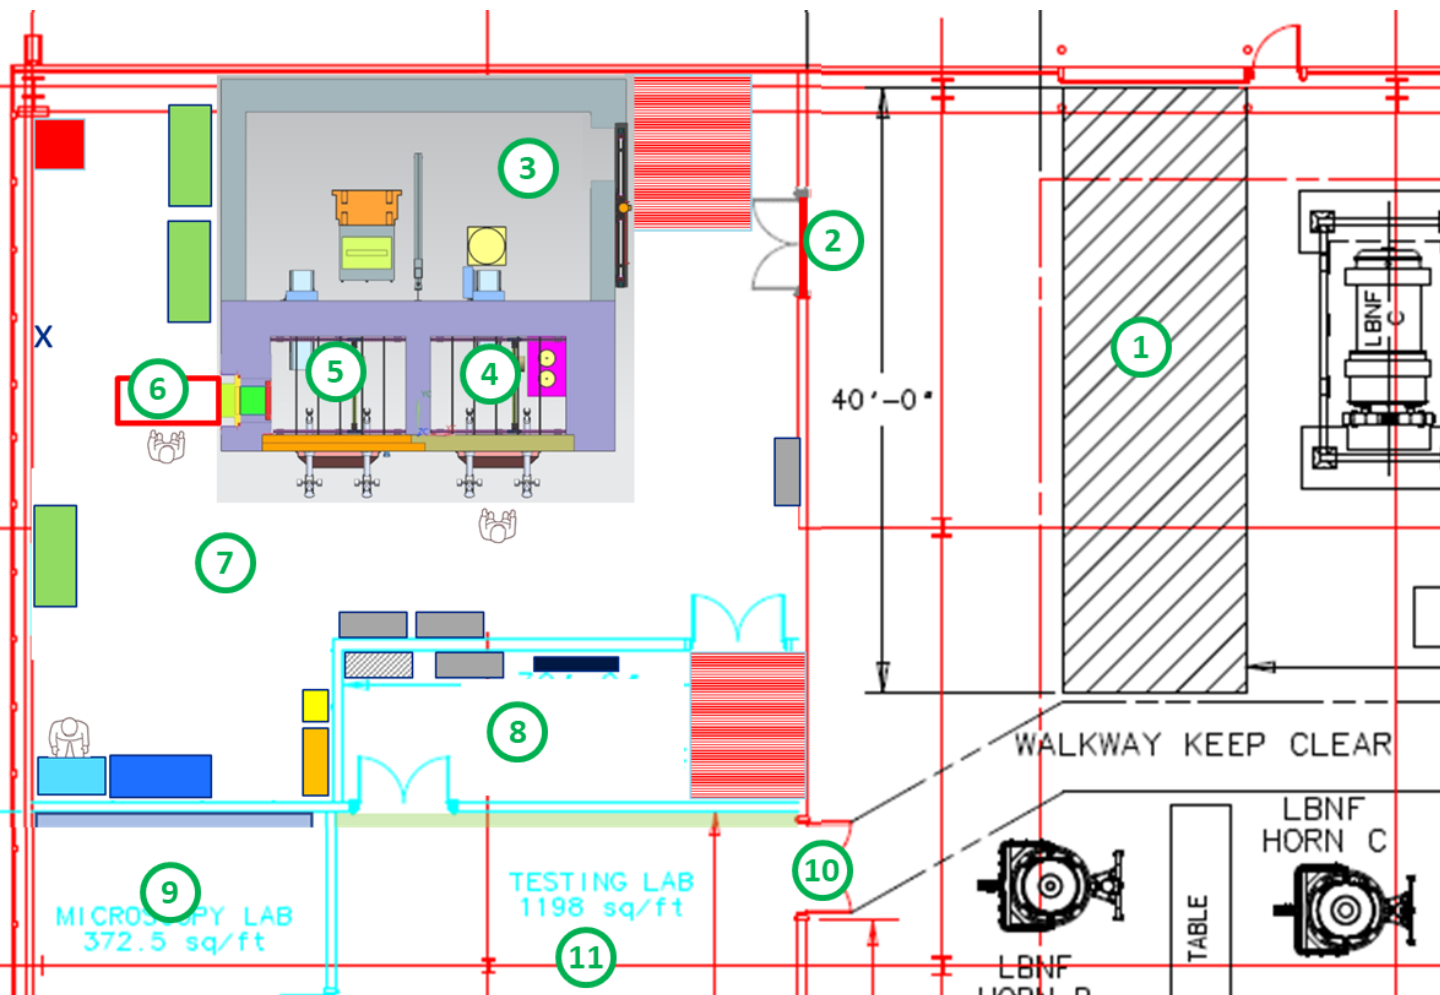 3
2
LBNF
C
1
X
5
4
6
40'-0"
7
8
WALKWAY KEEP CLEAR
LBNF
HORN C
10
9
TESTING LAB
1198 sq/ft
MICROSCOPY LAB
372.5 sq/ft
TABLE
11
LBNF
HORN B